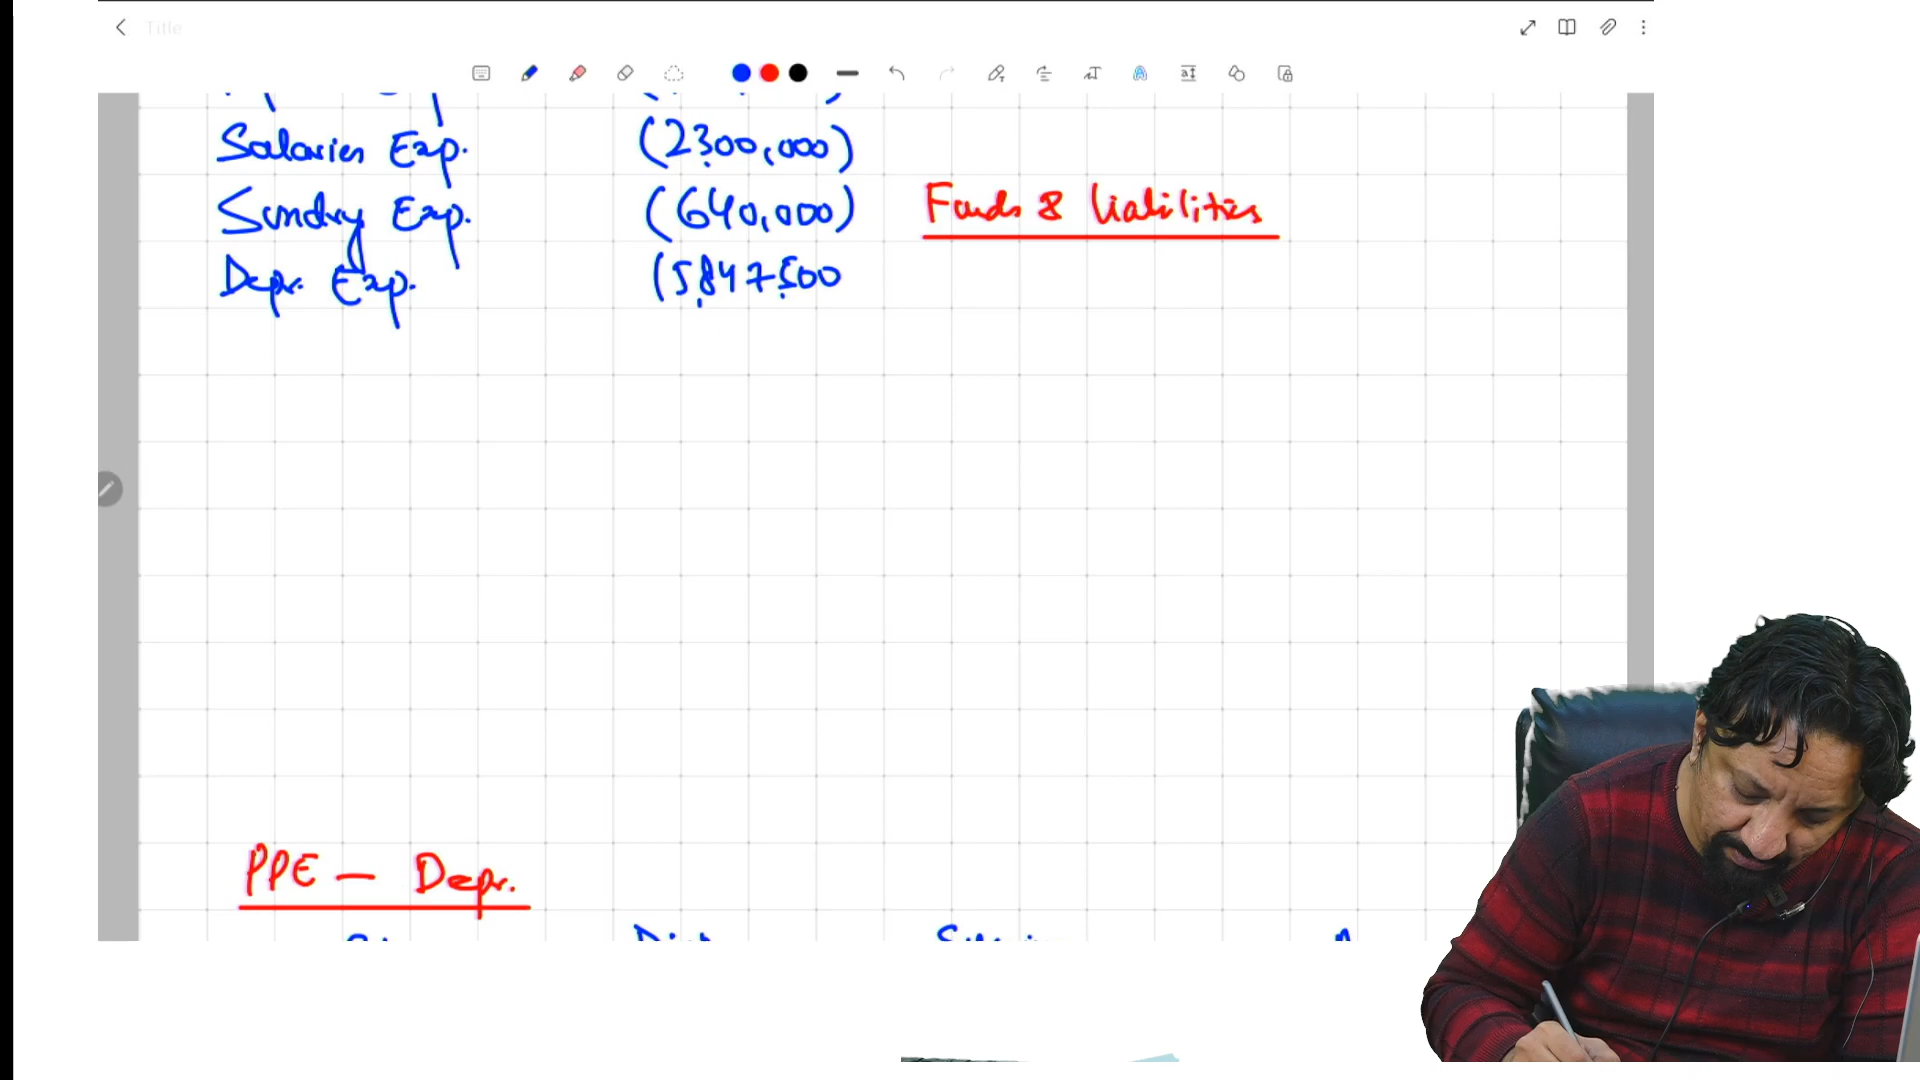 Title
Salaries Exp. (2300,000)
Sundry Exp. (640,000)
Funds & Liabilities
Depr. Exp. (5,847,500
PPE — Depr.